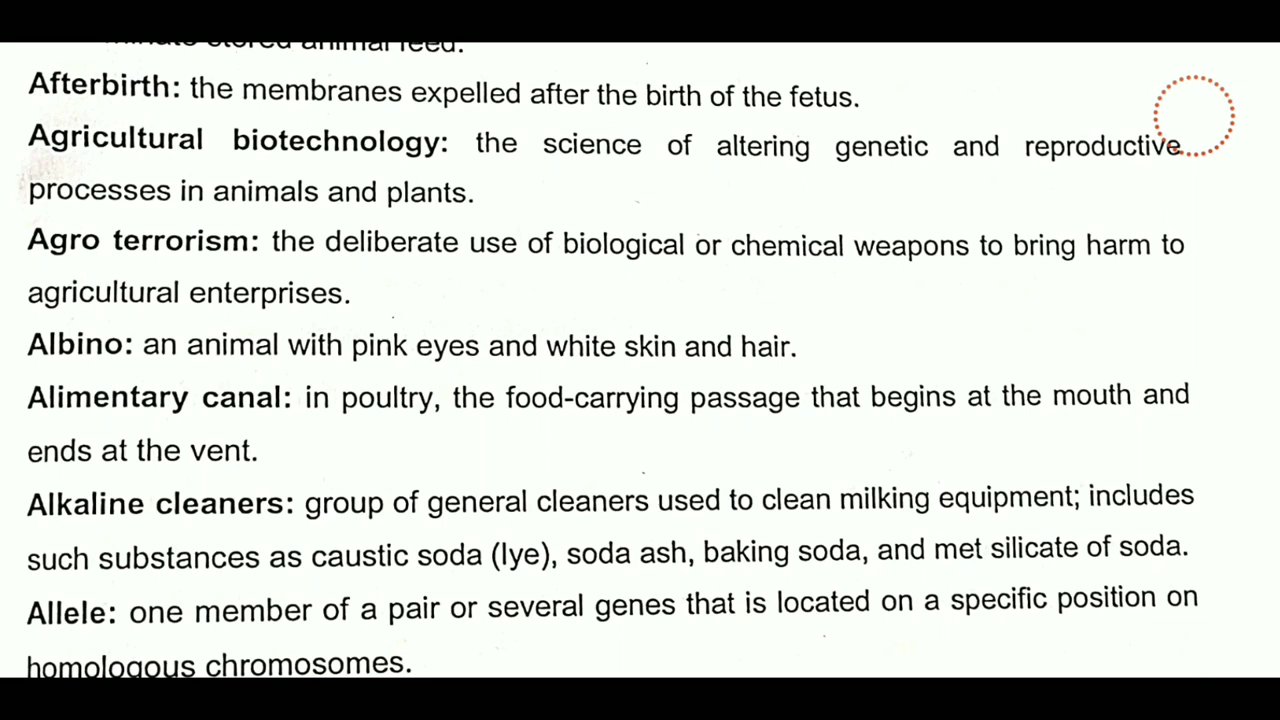 stored animal feed.
Afterbirth: the membranes expelled after the birth of the fetus.
Agricultural biotechnology: the science of altering genetic and reproductive
processes in animals and plants.
Agro terrorism: the deliberate use of biological or chemical weapons to bring harm to
agricultural enterprises.
Albino: an animal with pink eyes and white skin and hair.
Alimentary canal: in poultry, the food-carrying passage that begins at the mouth and
ends at the vent.
Alkaline cleaners: group of general cleaners used to clean milking equipment; includes
such substances as caustic soda (lye), soda ash, baking soda, and met silicate of soda.
Allele: one member of a pair or several genes that is located on a specific position on
homologous chromosomes.